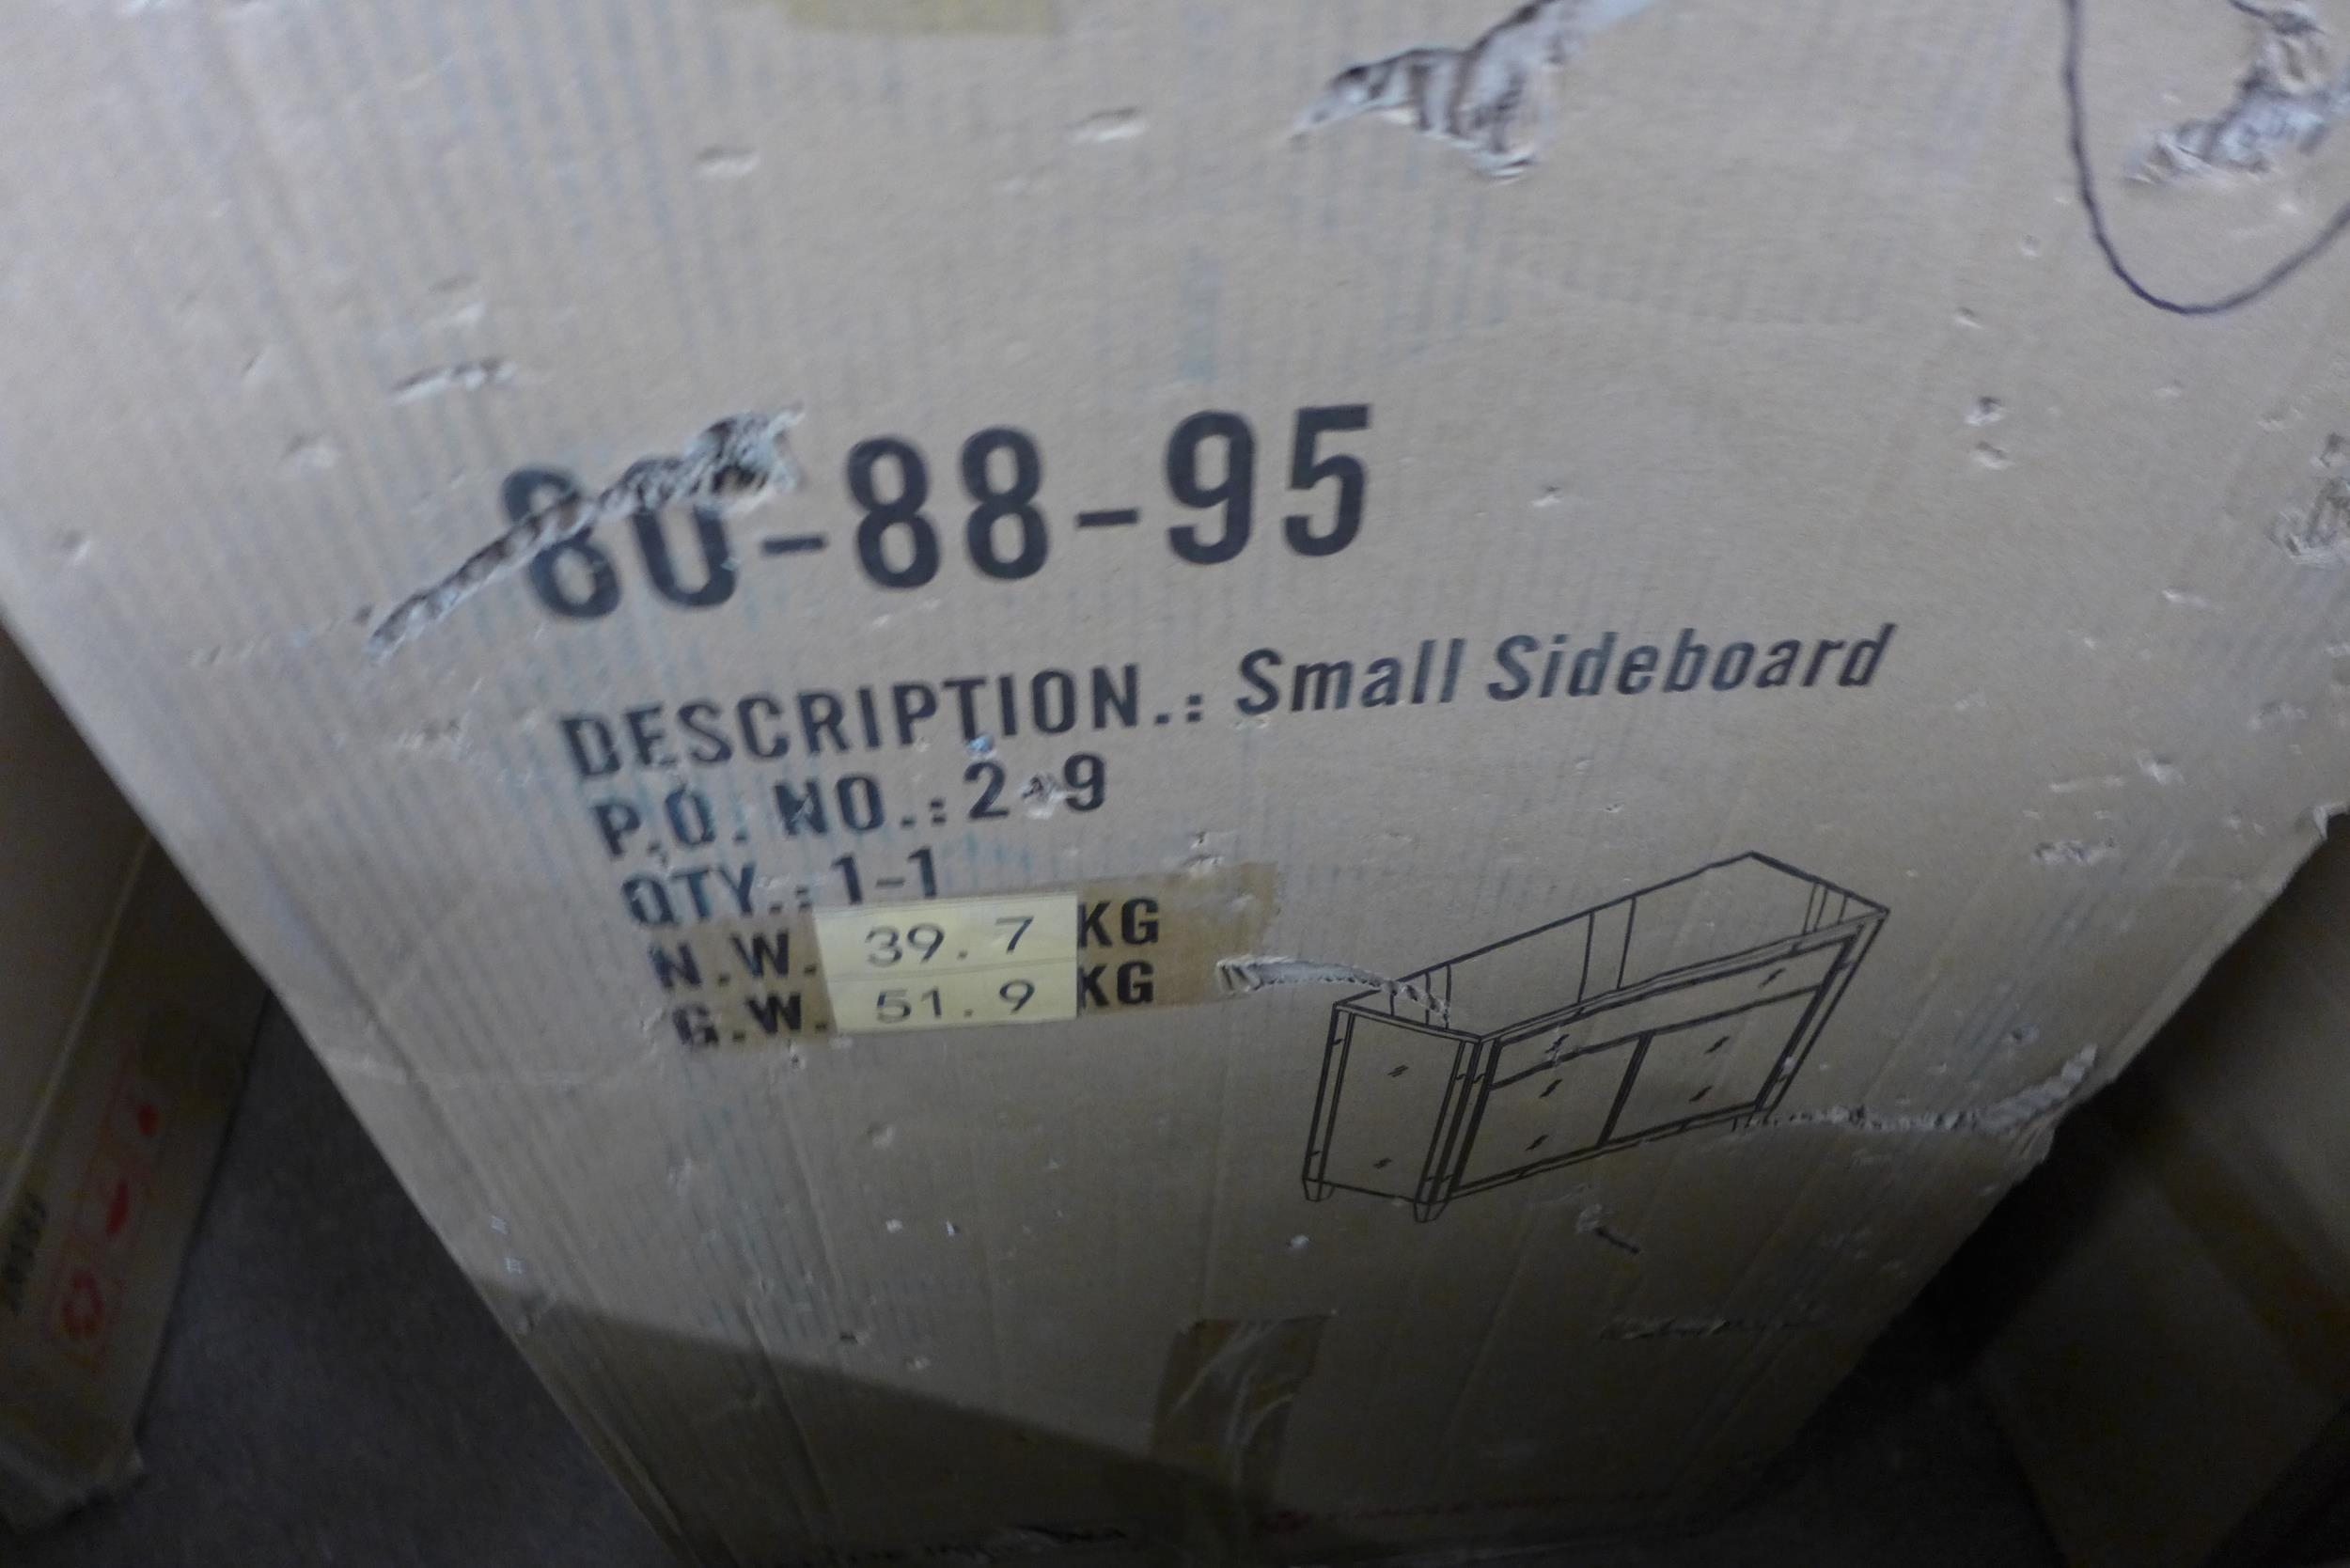 80-88-95
DESCRIPTION.: Small Sideboard
P.O. NO.:2-9
QTY.:1-1
N.W. 39.7 KG
G.W. 51.9 KG